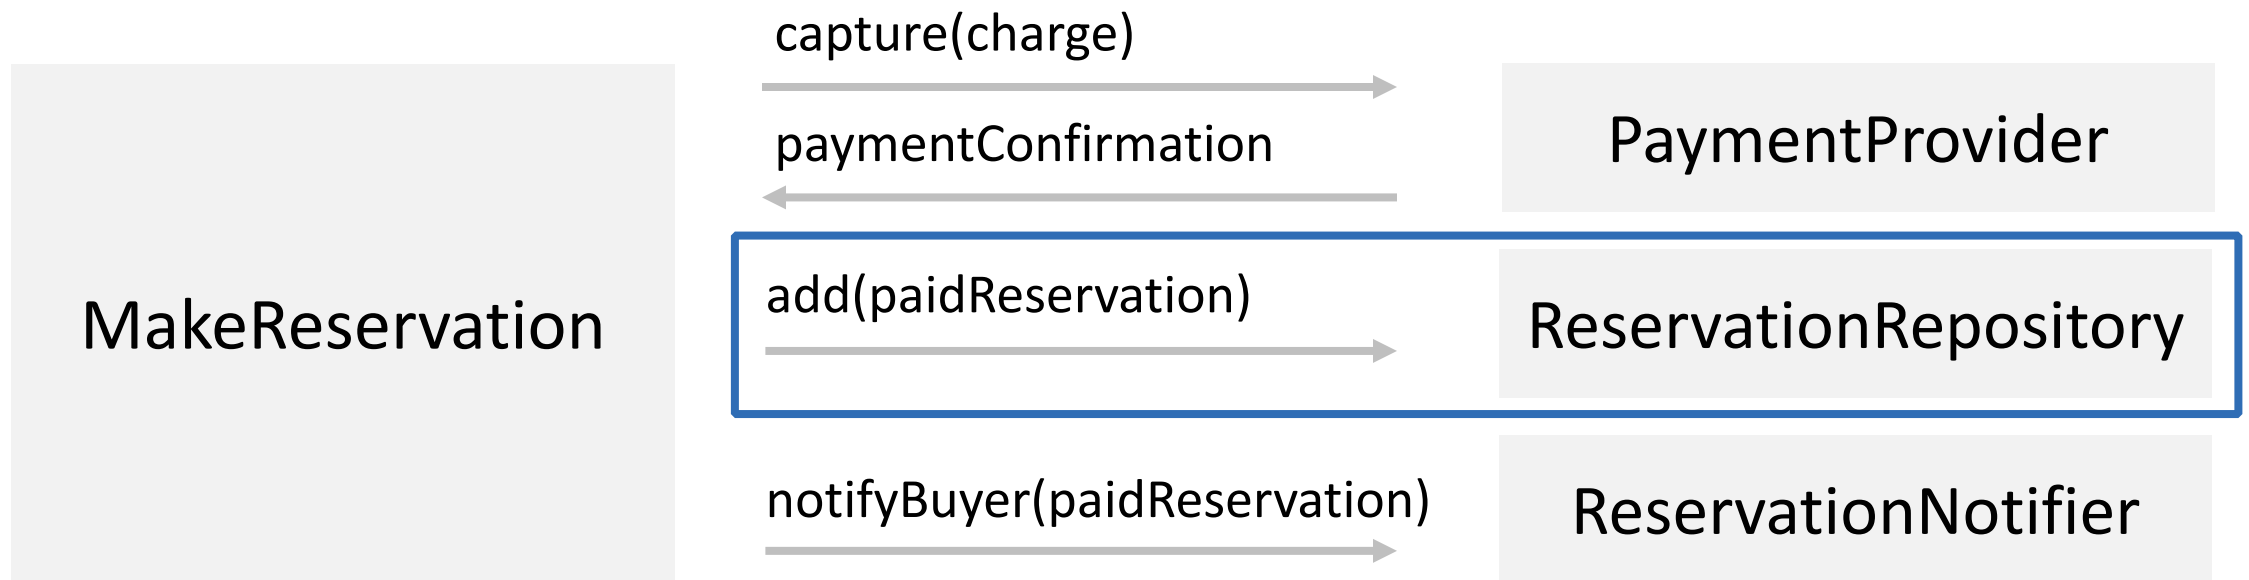 capture(charge)
paymentConfirmation
PaymentProvider
MakeReservation
add(paidReservation)
ReservationRepository
notifyBuyer(paidReservation)
ReservationNotifier